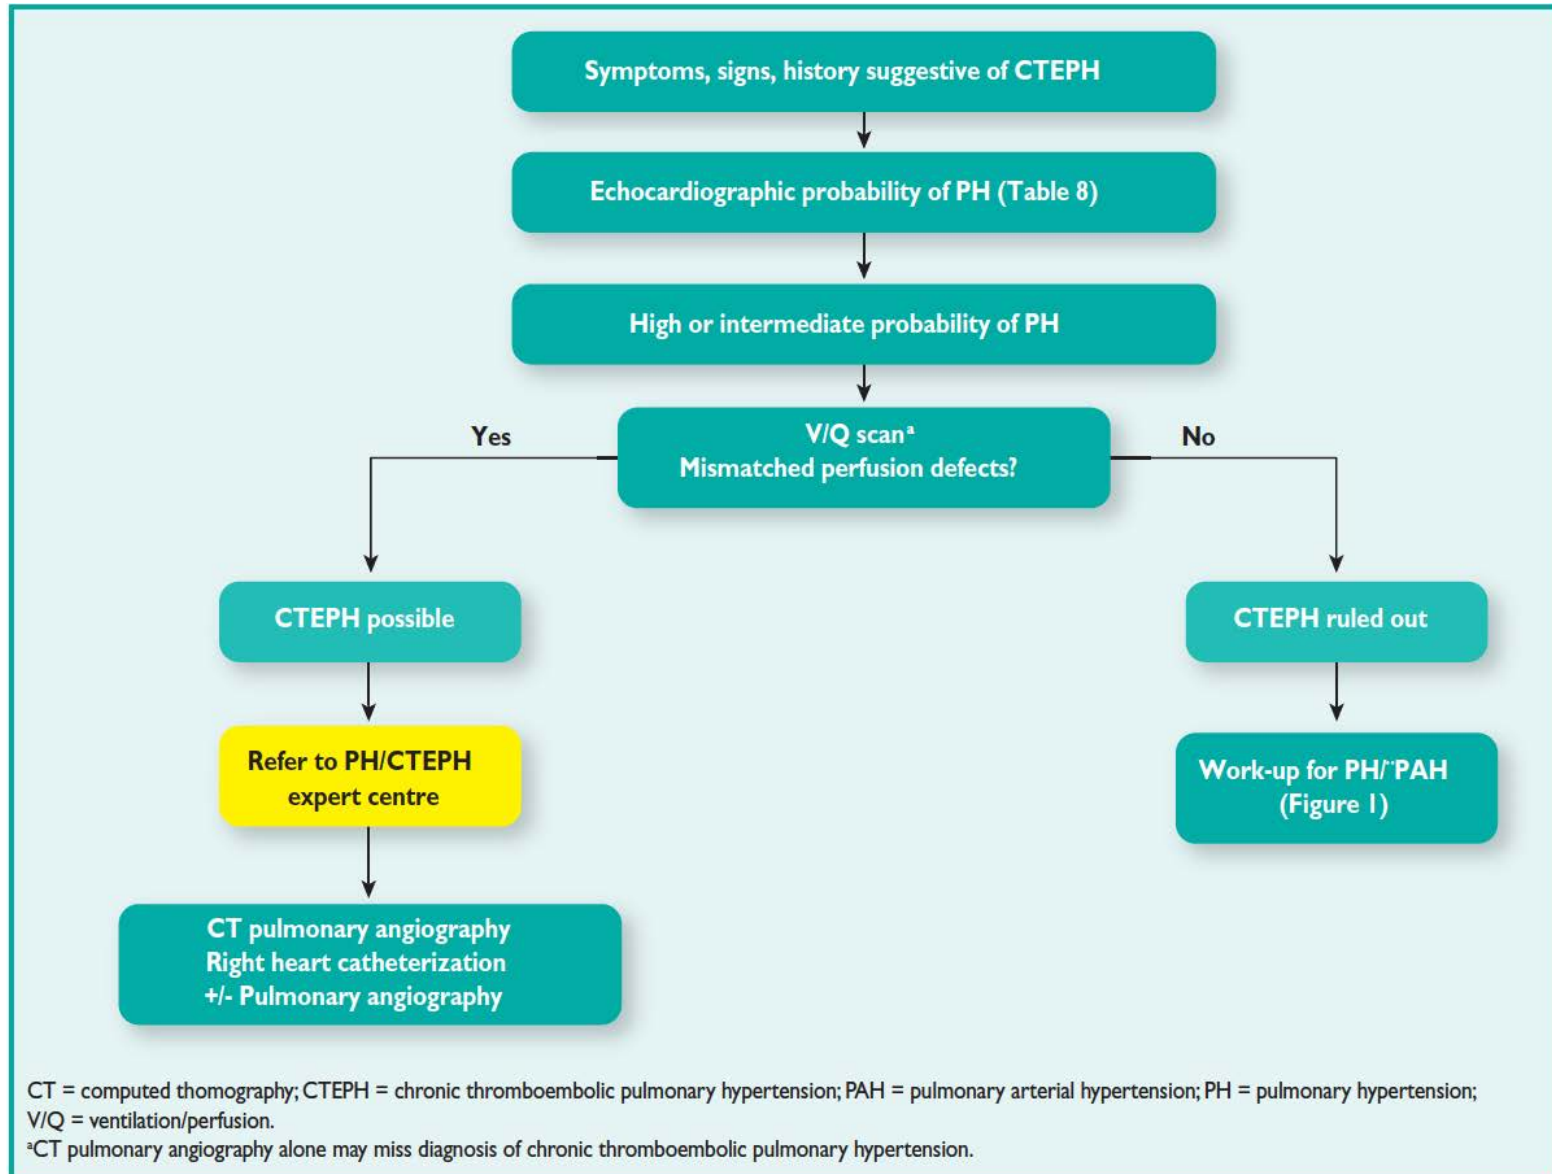 Symptoms, signs, history suggestive of CTEPH
Echocardiographic probability of PH (Table 8)
High or intermediate probability of PH
Yes
V/Q scanᵃ
Mismatched perfusion defects?
No
CTEPH possible
CTEPH ruled out
Refer to PH/CTEPH
expert centre
Work-up for PH/¨PAH
(Figure 1)
CT pulmonary angiography
Right heart catheterization
+/- Pulmonary angiography
CT = computed thomography; CTEPH = chronic thromboembolic pulmonary hypertension; PAH = pulmonary arterial hypertension; PH = pulmonary hypertension;
V/Q = ventilation/perfusion.
ᵃCT pulmonary angiography alone may miss diagnosis of chronic thromboembolic pulmonary hypertension.